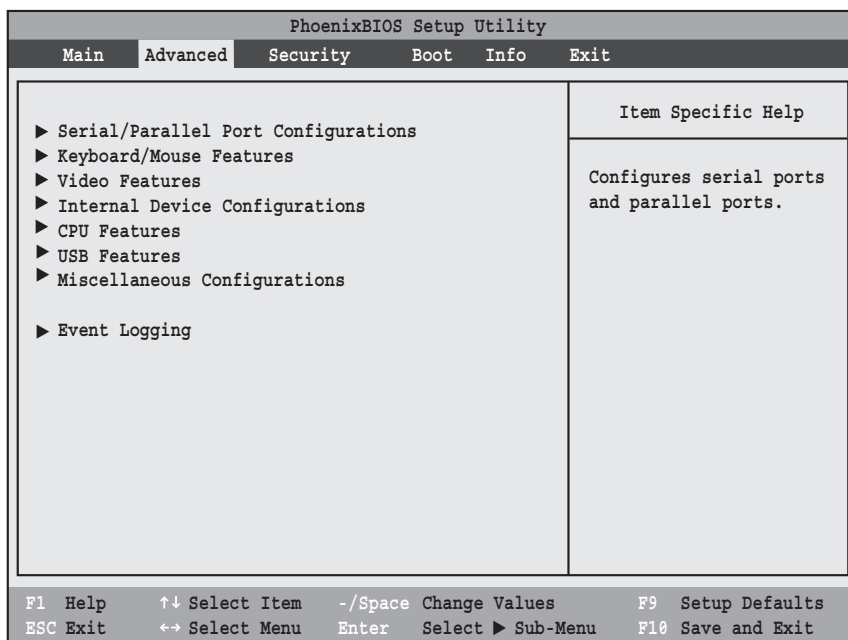 PhoenixBIOS Setup Utility
Main Advanced Security Boot Info Exit
▶ Serial/Parallel Port Configurations
▶ Keyboard/Mouse Features
▶ Video Features
▶ Internal Device Configurations
▶ CPU Features
▶ USB Features
▶ Miscellaneous Configurations
▶ Event Logging
Item Specific Help
Configures serial ports
and parallel ports.
F1 Help ↑↓ Select Item -/Space Change Values F9 Setup Defaults
ESC Exit ←→ Select Menu Enter Select ▶ Sub-Menu F10 Save and Exit